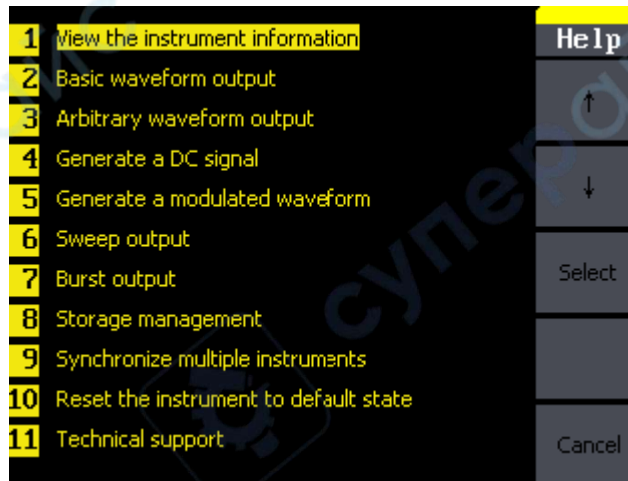 1 View the instrument information
Help
2 Basic waveform output
↑
3 Arbitrary waveform output
4 Generate a DC signal
↓
5 Generate a modulated waveform
6 Sweep output
7 Burst output
Select
8 Storage management
9 Synchronize multiple instruments
10 Reset the instrument to default state
11 Technical support
Cancel